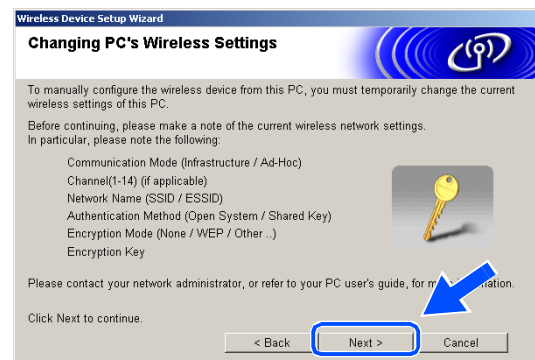 Wireless Device Setup Wizard
Changing PC's Wireless Settings
To manually configure the wireless device from this PC, you must temporarily change the current
wireless settings of this PC.
Before continuing, please make a note of the current wireless network settings.
In particular, please note the following:
Communication Mode (Infrastructure / Ad-Hoc)
Channel(1-14) (if applicable)
Network Name (SSID / ESSID)
Authentication Method (Open System / Shared Key)
Encryption Mode (None / WEP / Other ..)
Encryption Key
Please contact your network administrator, or refer to your PC user's guide, for
Click Next to continue.
< Back Next > Cancel